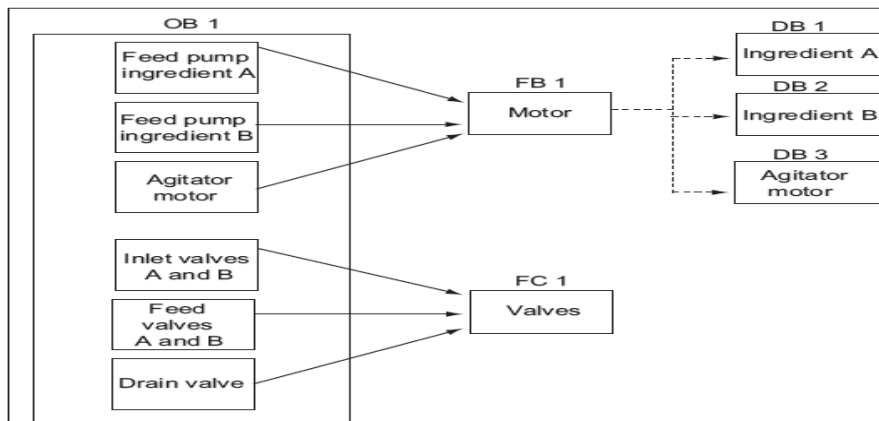 OB 1
Feed pump
ingredient A
Feed pump
ingredient B
Agitator
motor
Inlet valves
A and B
Feed
valves
A and B
Drain valve
FB 1
Motor
FC 1
Valves
DB 1
Ingredient A
DB 2
Ingredient B
DB 3
Agitator
motor